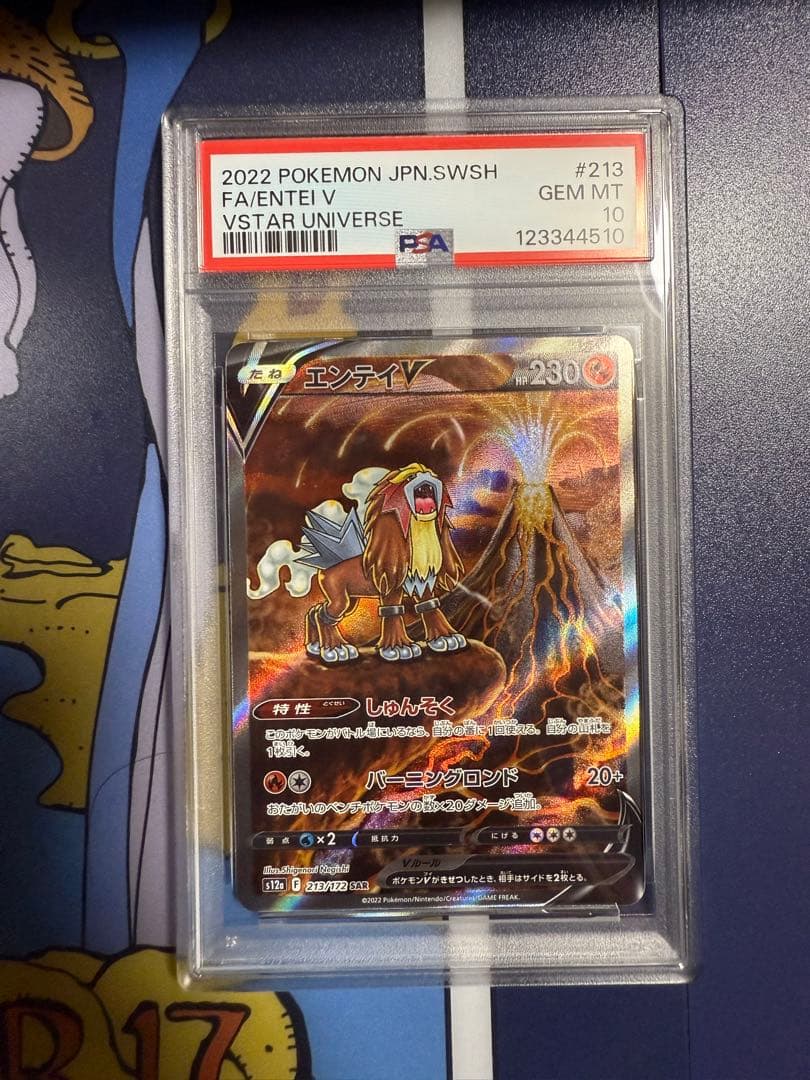 2022 POKEMON JPN.SWSH #213
FA/ENTEI V GEM MT
VSTAR UNIVERSE 10
PSA 123344510
たね エンテイV HP 230
特性 とくせい しゅんそく
このポケモンがバトル場にいるなら、自分の番に1回使える。自分の山札を
1枚引く。
バーニングロンド 20+
おたがいのベンチポケモンの数×20ダメージ追加。
弱点 ×2 抵抗力 にげる
Vルール
ポケモンVがきぜつしたとき、相手はサイドを2枚とる。
Illus. Shigenori Negishi
s12a F 213/172 SAR
©2022 Pokémon/Nintendo/Creatures/GAME FREAK.
R 17